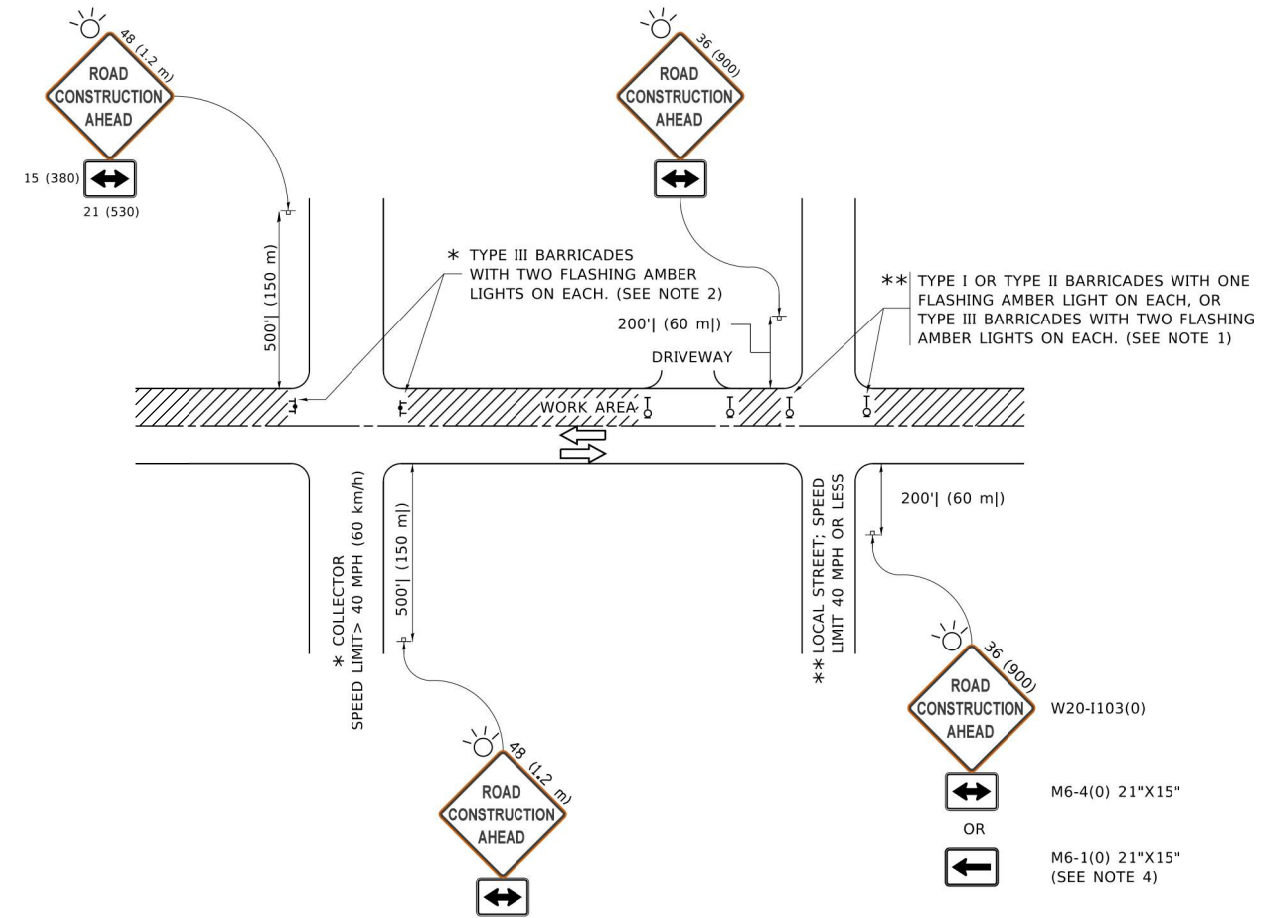 48 (1.2 m)
ROAD
CONSTRUCTION
AHEAD
15 (380)
21 (530)
36 (900)
ROAD
CONSTRUCTION
AHEAD
500'| (150 m)
* TYPE III BARRICADES
WITH TWO FLASHING AMBER
LIGHTS ON EACH. (SEE NOTE 2)
200'| (60 m|)
DRIVEWAY
** TYPE I OR TYPE II BARRICADES WITH ONE
FLASHING AMBER LIGHT ON EACH, OR
TYPE III BARRICADES WITH TWO FLASHING
AMBER LIGHTS ON EACH. (SEE NOTE 1)
WORK AREA
* COLLECTOR
SPEED LIMIT> 40 MPH (60 km/h)
500'| (150 m|)
** LOCAL STREET; SPEED
LIMIT 40 MPH OR LESS
200'| (60 m|)
48 (1.2 m)
ROAD
CONSTRUCTION
AHEAD
36 (900)
ROAD
CONSTRUCTION
AHEAD
W20-I103(0)
M6-4(0) 21"X15"
OR
M6-1(0) 21"X15"
(SEE NOTE 4)